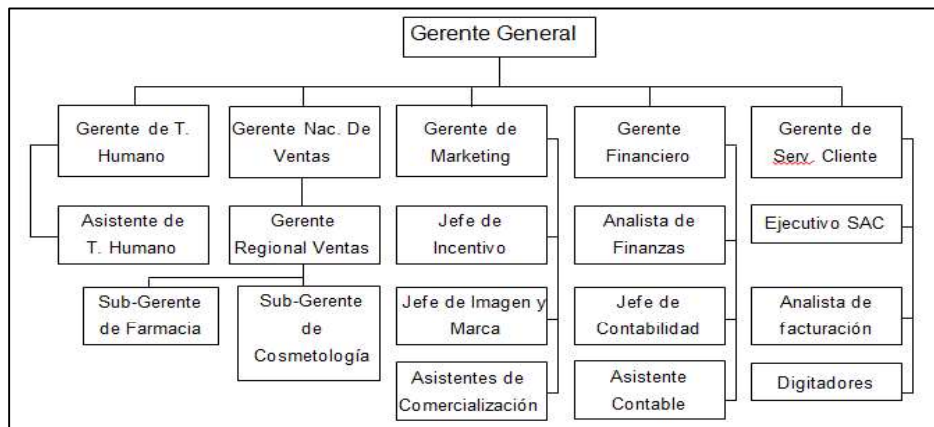 Gerente General
Gerente de T.
Humano
Gerente Nac. De
Ventas
Gerente de
Marketing
Gerente
Financiero
Gerente de
Serv. Cliente
Asistente de
T. Humano
Gerente
Regional Ventas
Jefe de
Incentivo
Analista de
Finanzas
Ejecutivo SAC
Sub-Gerente
de Farmacia
Sub-Gerente
de
Cosmetología
Jefe de Imagen y
Marca
Jefe de
Contabilidad
Analista de
facturación
Asistentes de
Comercialización
Asistente
Contable
Digitadores